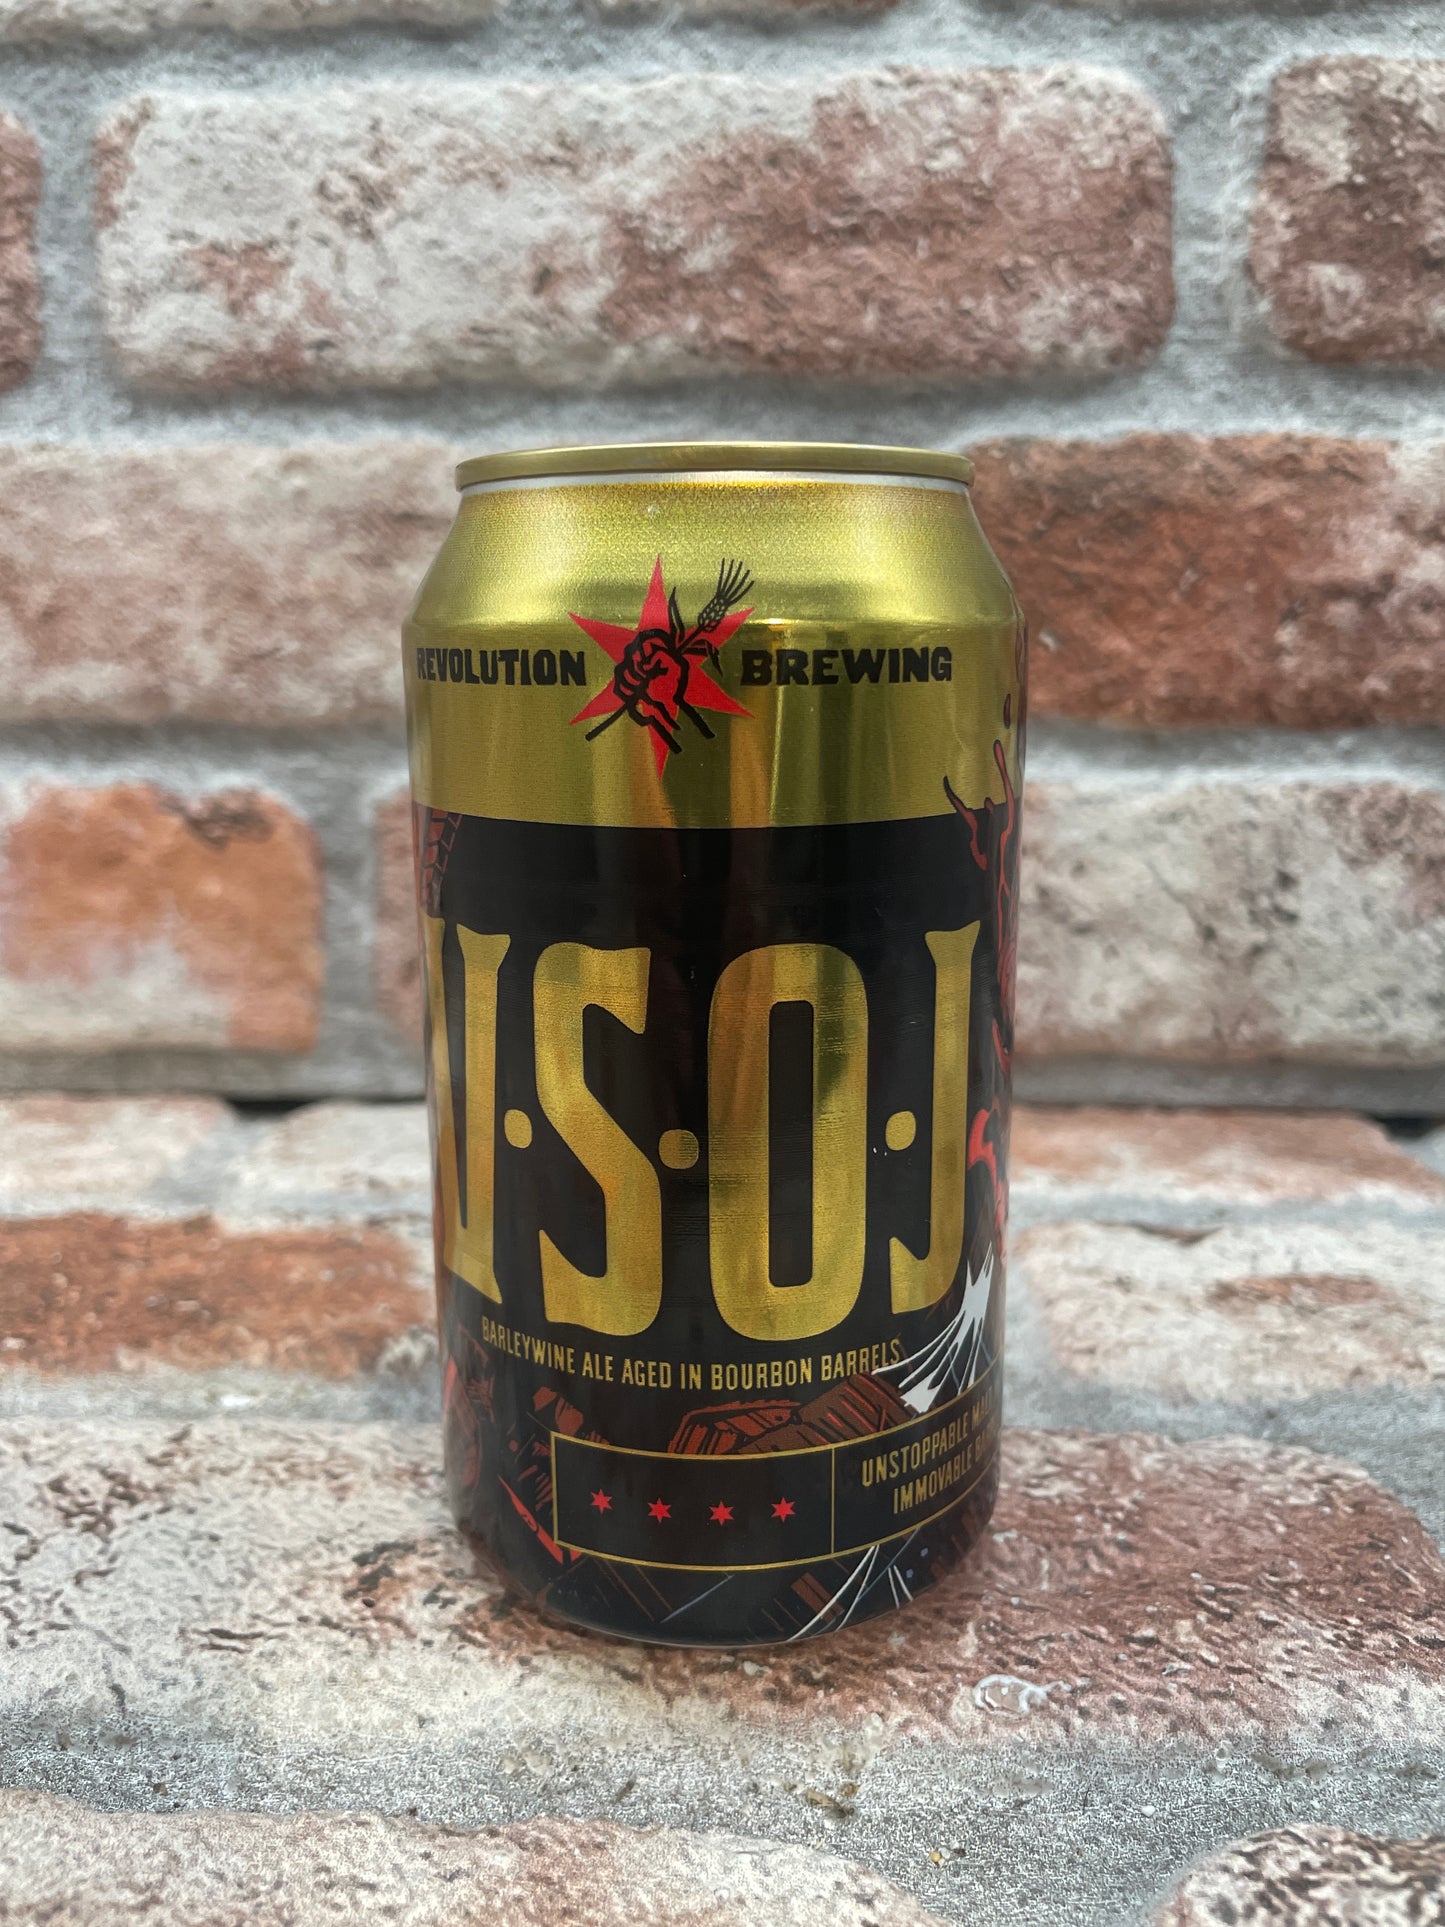 REVOLUTION BREWING
V·S·O·J
BARLEYWINE ALE AGED IN BOURBON BARRELS
UNSTOPPABLE
IMMOVABLE